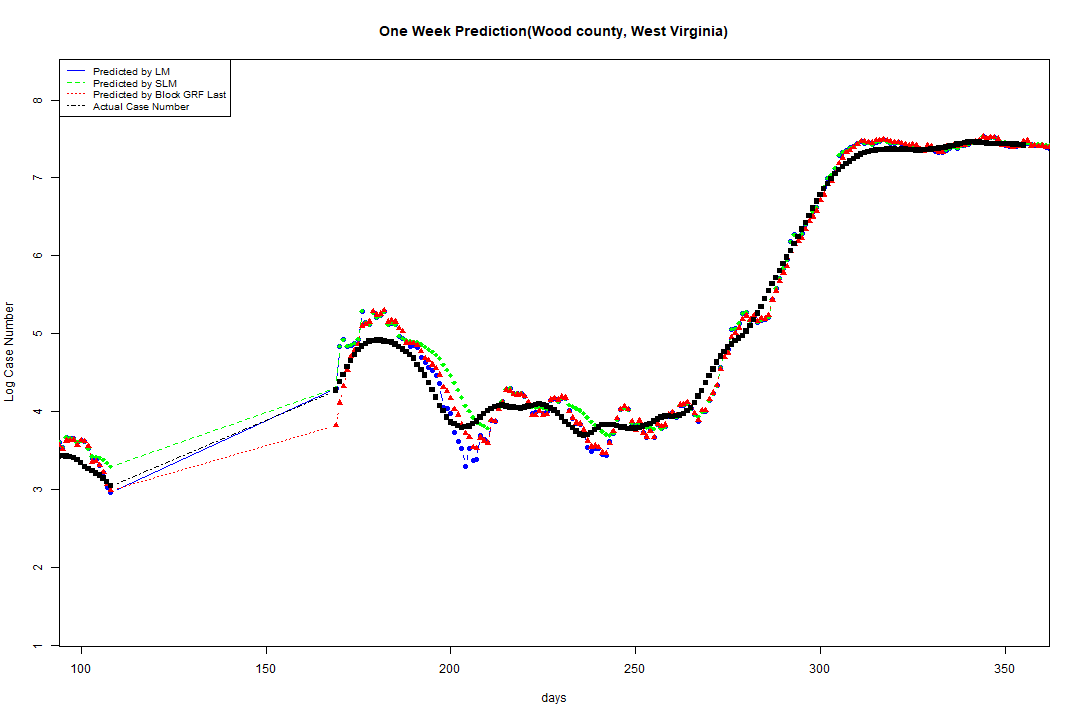 One Week Prediction(Wood county, West Virginia)
Predicted by LM
Predicted by SLM
Predicted by Block GRF Last
Actual Case Number
8
7
6
5
4
3
2
1
Log Case Number
100 150 200 250 300 350
days